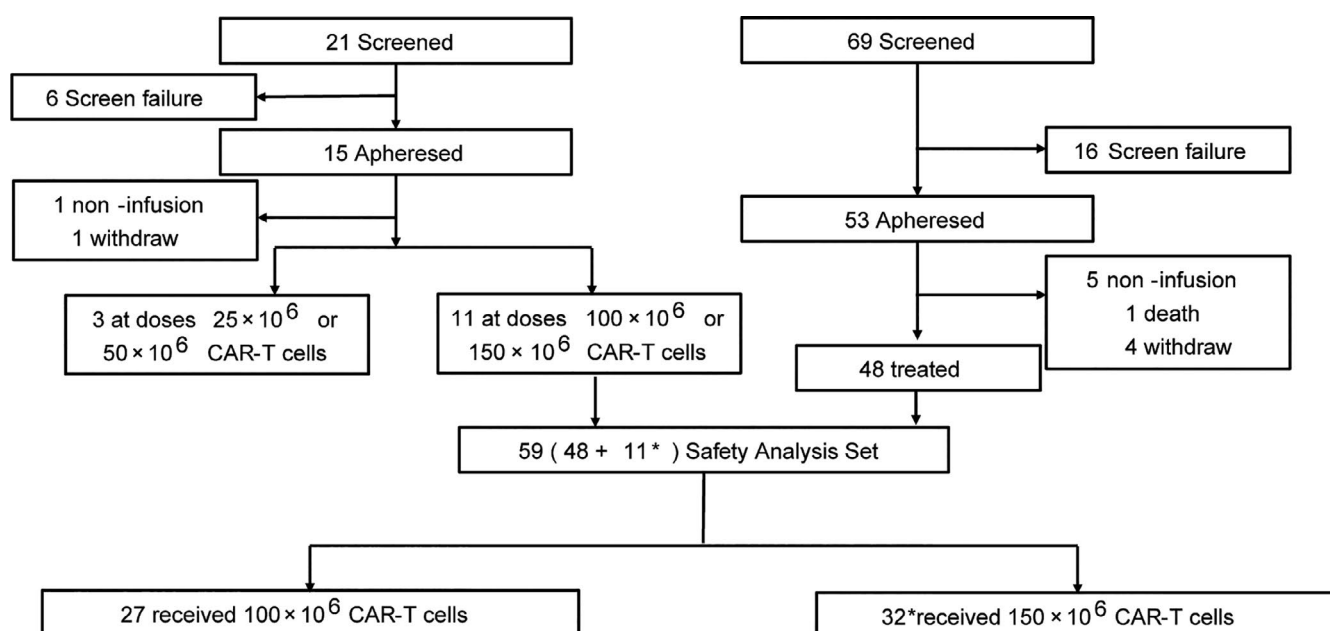 21 Screened
6 Screen failure
15 Apheresed
1 non -infusion
1 withdraw
3 at doses 25 × 10⁶ or
50 × 10⁶ CAR-T cells
11 at doses 100 × 10⁶ or
150 × 10⁶ CAR-T cells
69 Screened
16 Screen failure
53 Apheresed
5 non -infusion
1 death
4 withdraw
48 treated
59 ( 48 + 11* ) Safety Analysis Set
27 received 100 × 10⁶ CAR-T cells
32*received 150 × 10⁶ CAR-T cells